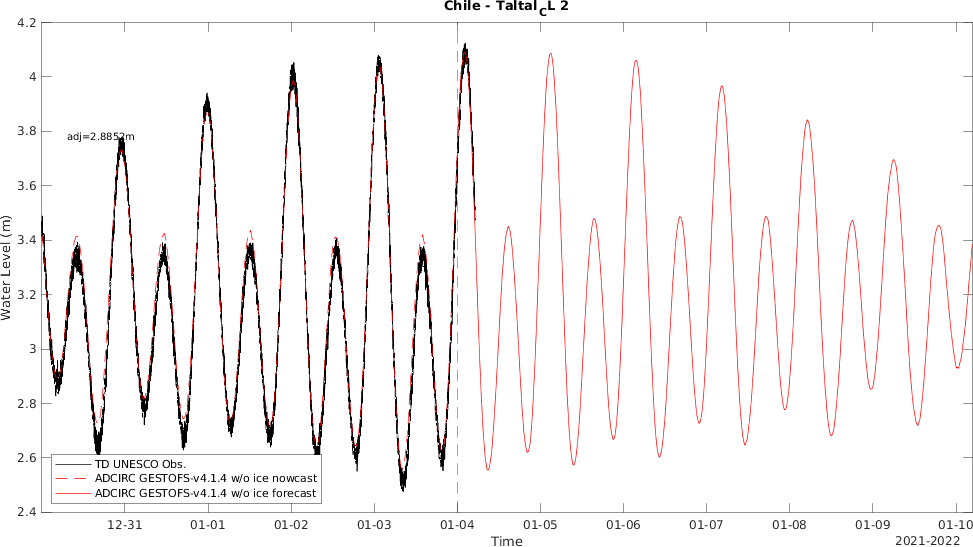 Chile - Taltal_CL 2
4.2
4
3.8
3.6
3.4
3.2
3
2.8
2.6
2.4
Water Level (m)
adj=2.8852m
TD UNESCO Obs.
ADCIRC GESTOFS-v4.1.4 w/o ice nowcast
ADCIRC GESTOFS-v4.1.4 w/o ice forecast
12-31 01-01 01-02 01-03 01-04 01-05 01-06 01-07 01-08 01-09 01-10
Time
2021-2022